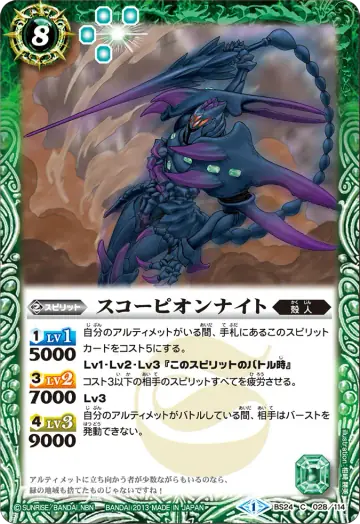 8
スピリット
スコーピオンナイト
殻人
かくじん
1 LV1
5000
自分のアルティメットがいる間、手札にあるこのスピリット
カードをコスト5にする。
Lv1・Lv2・Lv3『このスピリットのバトル時』
3 LV2
7000
コスト3以下の相手のスピリットすべてを疲労させる。
Lv3
4 LV3
9000
自分のアルティメットがバトルしている間、相手はバーストを
発動できない。
アルティメットに立ち向かう者が少数ながらもいるのなら、
緑の地域も捨てたものじゃないですね!
©SUNRISE / BANDAI, NBN
BANDAI 2013 MADE IN JAPAN
1
BS24 C 028 / 114